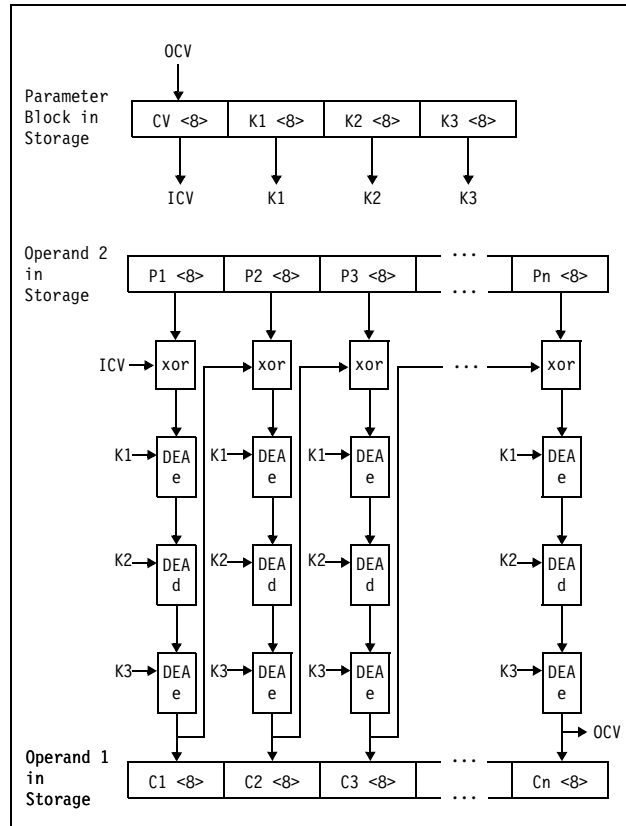 OCV
Parameter
Block in
Storage
CV <8> K1 <8> K2 <8> K3 <8>
ICV K1 K2 K3
Operand 2
in
Storage
...
P1 <8> P2 <8> P3 <8> Pn <8>
...
ICV xor xor xor ... xor
K1 DEA K1 DEA K1 DEA K1 DEA
e e e e
K2 DEA K2 DEA K2 DEA K2 DEA
d d d d
K3 DEA K3 DEA K3 DEA K3 DEA
e e e e
OCV
Operand 1
in
Storage
...
C1 <8> C2 <8> C3 <8> Cn <8>
...